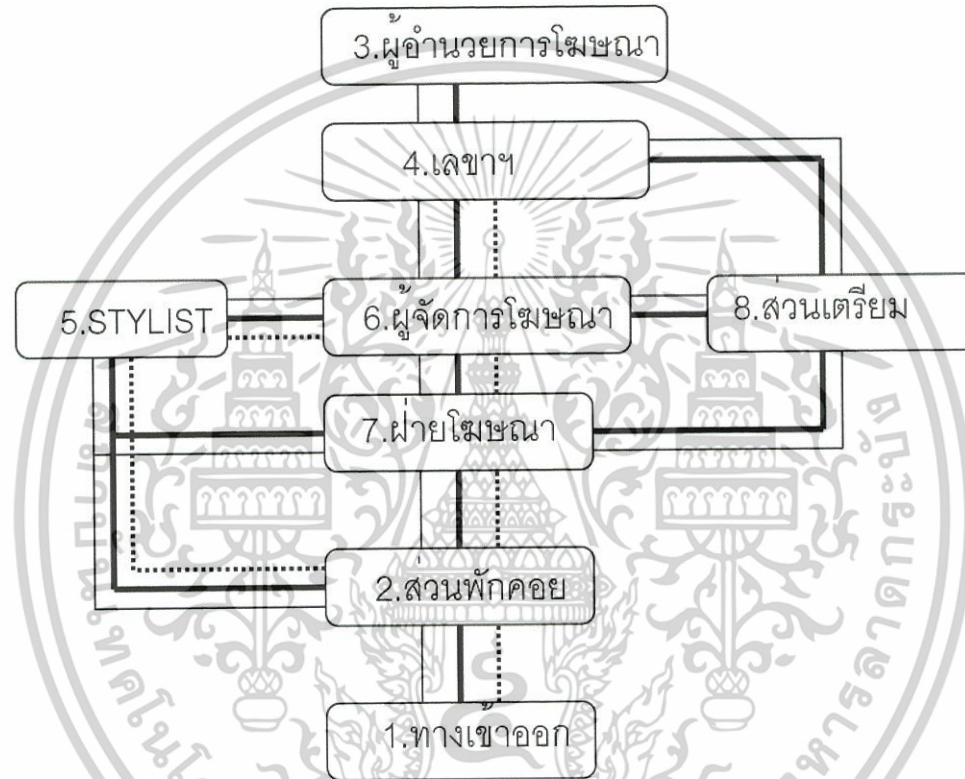 3.ผู้อำนวยการโฆษณา
4.เลขาฯ
5.STYLIST
6.ผู้จัดการโฆษณา
8.ส่วนเตรียม
7.ฝ่ายโฆษณา
2.ส่วนพักคอย
1.ทางเข้าออก